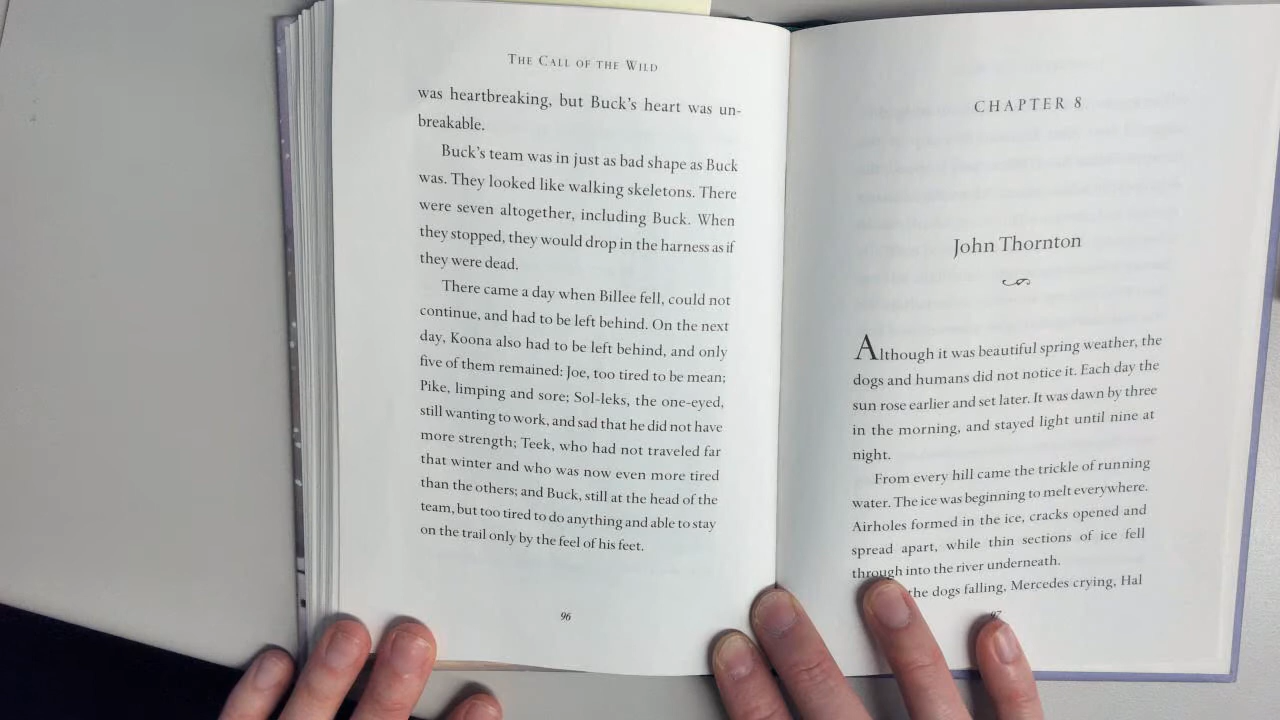 THE CALL OF THE WILD
was heartbreaking, but Buck's heart was un-
breakable.
Buck's team was in just as bad shape as Buck
was. They looked like walking skeletons. There
were seven altogether, including Buck. When
they stopped, they would drop in the harness as if
they were dead.
There came a day when Billee fell, could not
continue, and had to be left behind. On the next
day, Koona also had to be left behind, and only
five of them remained: Joe, too tired to be mean;
Pike, limping and sore; Sol-leks, the one-eyed,
still wanting to work, and sad that he did not have
more strength; Teek, who had not traveled far
that winter and who was now even more tired
than the others; and Buck, still at the head of the
team, but too tired to do anything and able to stay
on the trail only by the feel of his feet.
96
CHAPTER 8
John Thornton
Although it was beautiful spring weather, the
dogs and humans did not notice it. Each day the
sun rose earlier and set later. It was dawn by three
in the morning, and stayed light until nine at
night.
From every hill came the trickle of running
water. The ice was beginning to melt everywhere.
Airholes formed in the ice, cracks opened and
spread apart, while thin sections of ice fell
through into the river underneath.
the dogs falling, Mercedes crying, Hal
97